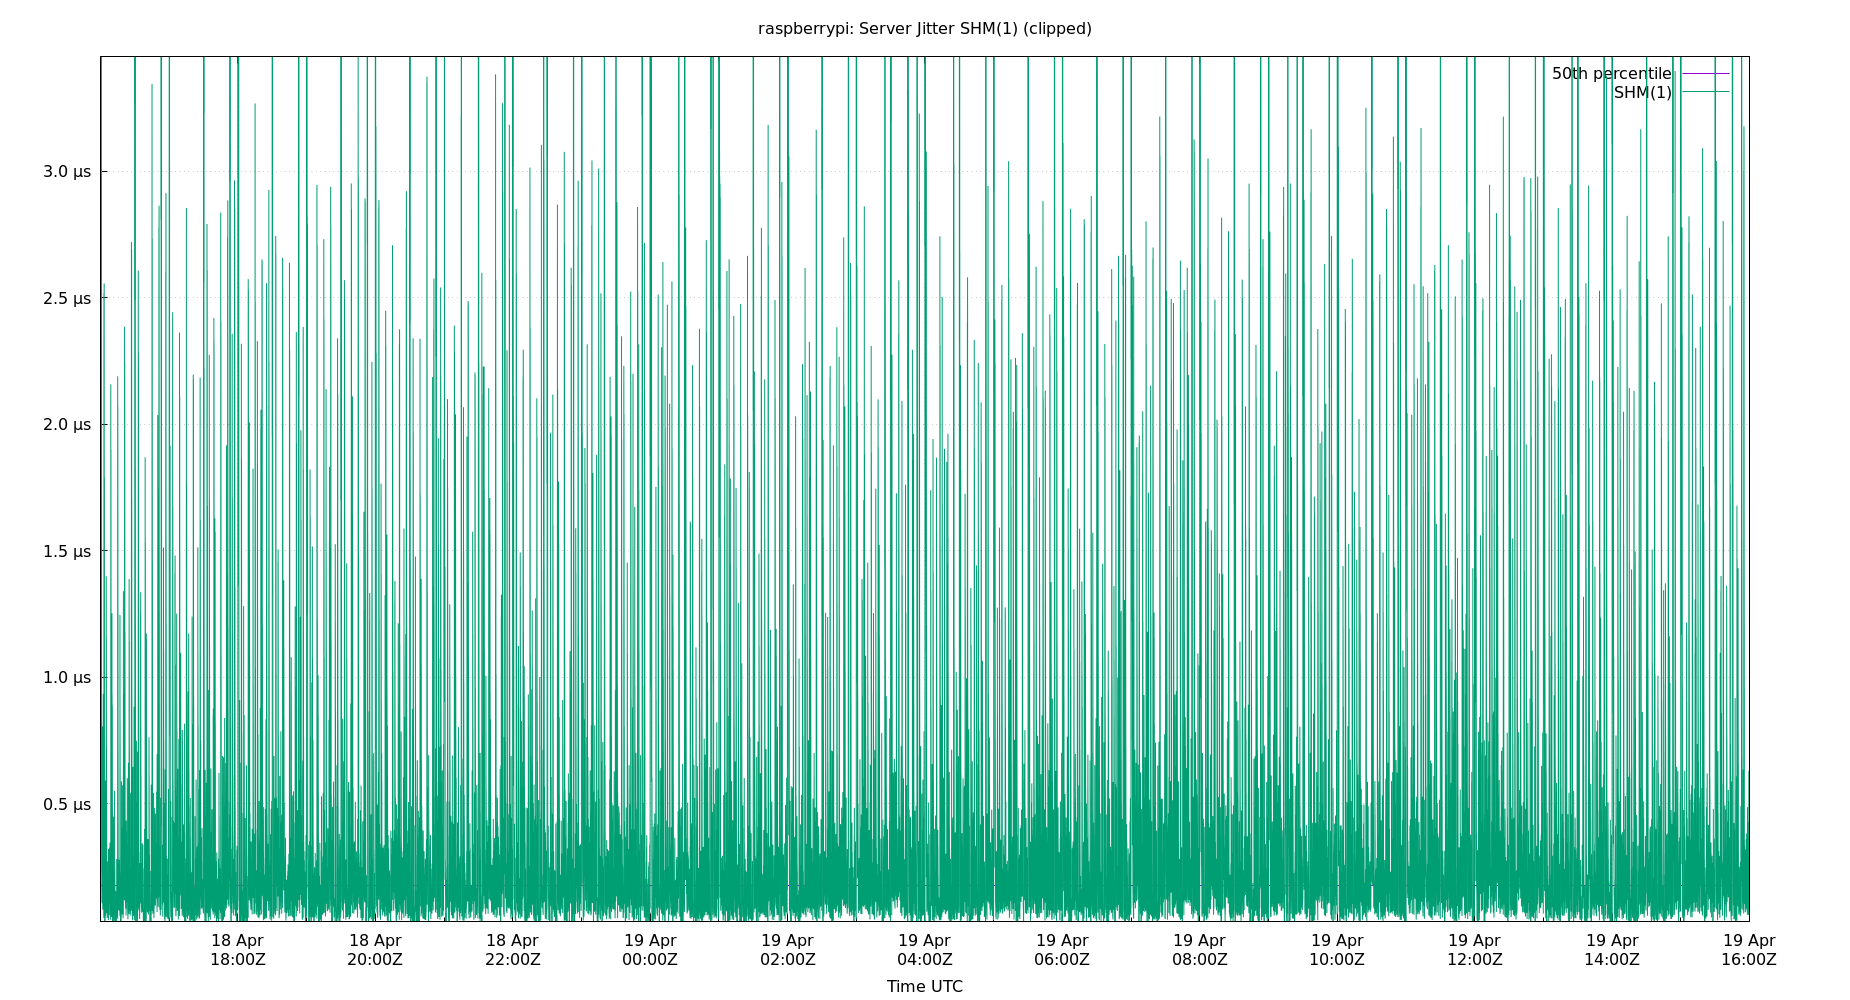 raspberrypi: Server Jitter SHM(1) (clipped)
50th percentile
SHM(1)
3.0 µs
2.5 µs
2.0 µs
1.5 µs
1.0 µs
0.5 µs
18 Apr 18 Apr 18 Apr 19 Apr 19 Apr 19 Apr 19 Apr 19 Apr 19 Apr 19 Apr 19 Apr 19 Apr
18:00Z 20:00Z 22:00Z 00:00Z 02:00Z 04:00Z 06:00Z 08:00Z 10:00Z 12:00Z 14:00Z 16:00Z
Time UTC